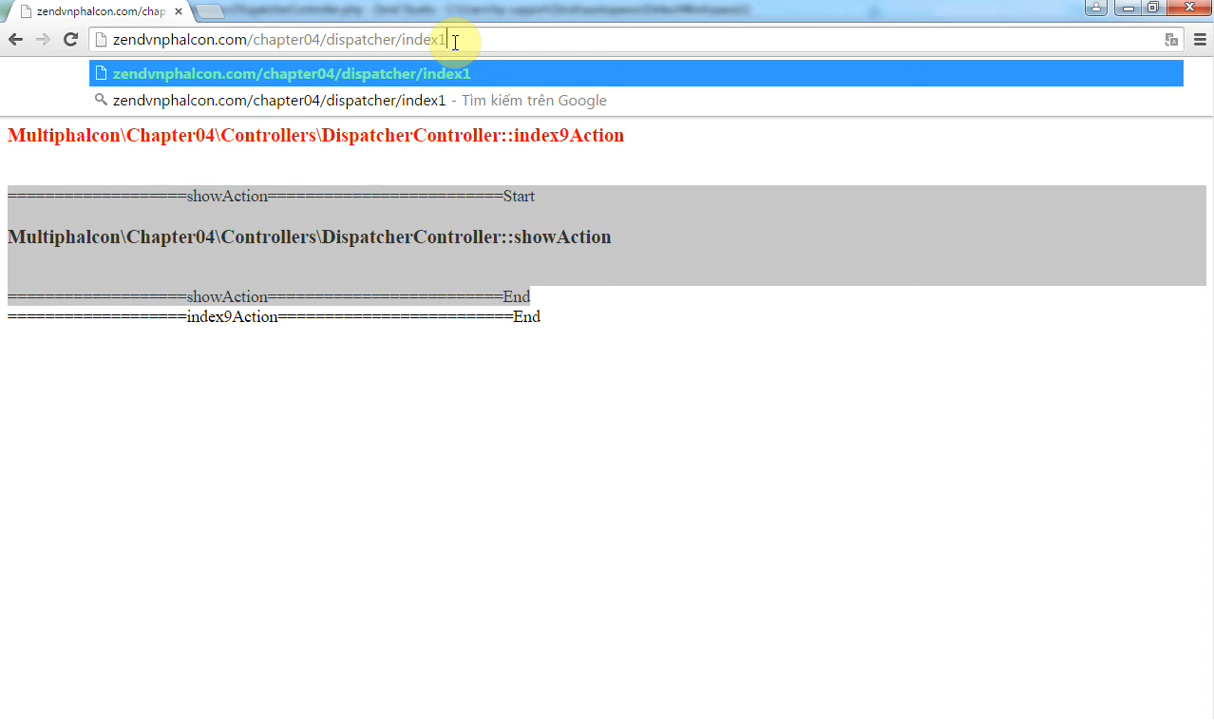 zendvnphalcon.com/chap
zendvnphalcon.com/chapter04/dispatcher/index1
zendvnphalcon.com/chapter04/dispatcher/index1
zendvnphalcon.com/chapter04/dispatcher/index1 - Tìm kiếm trên Google
Multiphalcon\Chapter04\Controllers\DispatcherController::index9Action
===================showAction=========================Start
Multiphalcon\Chapter04\Controllers\DispatcherController::showAction
===================showAction=========================End
===================index9Action=========================End